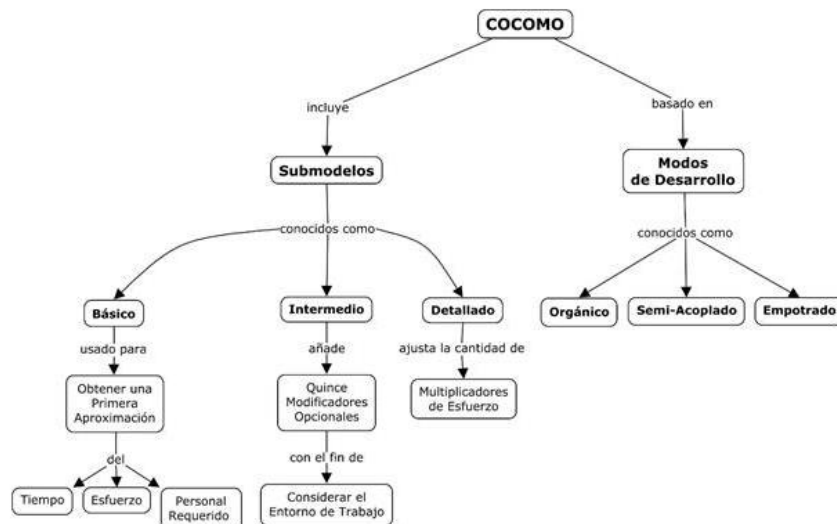 COCOMO
incluye
basado en
Submodelos
Modos
de Desarrollo
conocidos como
conocidos como
Básico
Intermedio
Detallado
Orgánico
Semi-Acoplado
Empotrado
usado para
añade
ajusta la cantidad de
Obtener una
Primera
Aproximación
Quince
Modificadores
Opcionales
Multiplicadores
de Esfuerzo
del
con el fin de
Tiempo
Esfuerzo
Personal
Requerido
Considerar el
Entorno de Trabajo